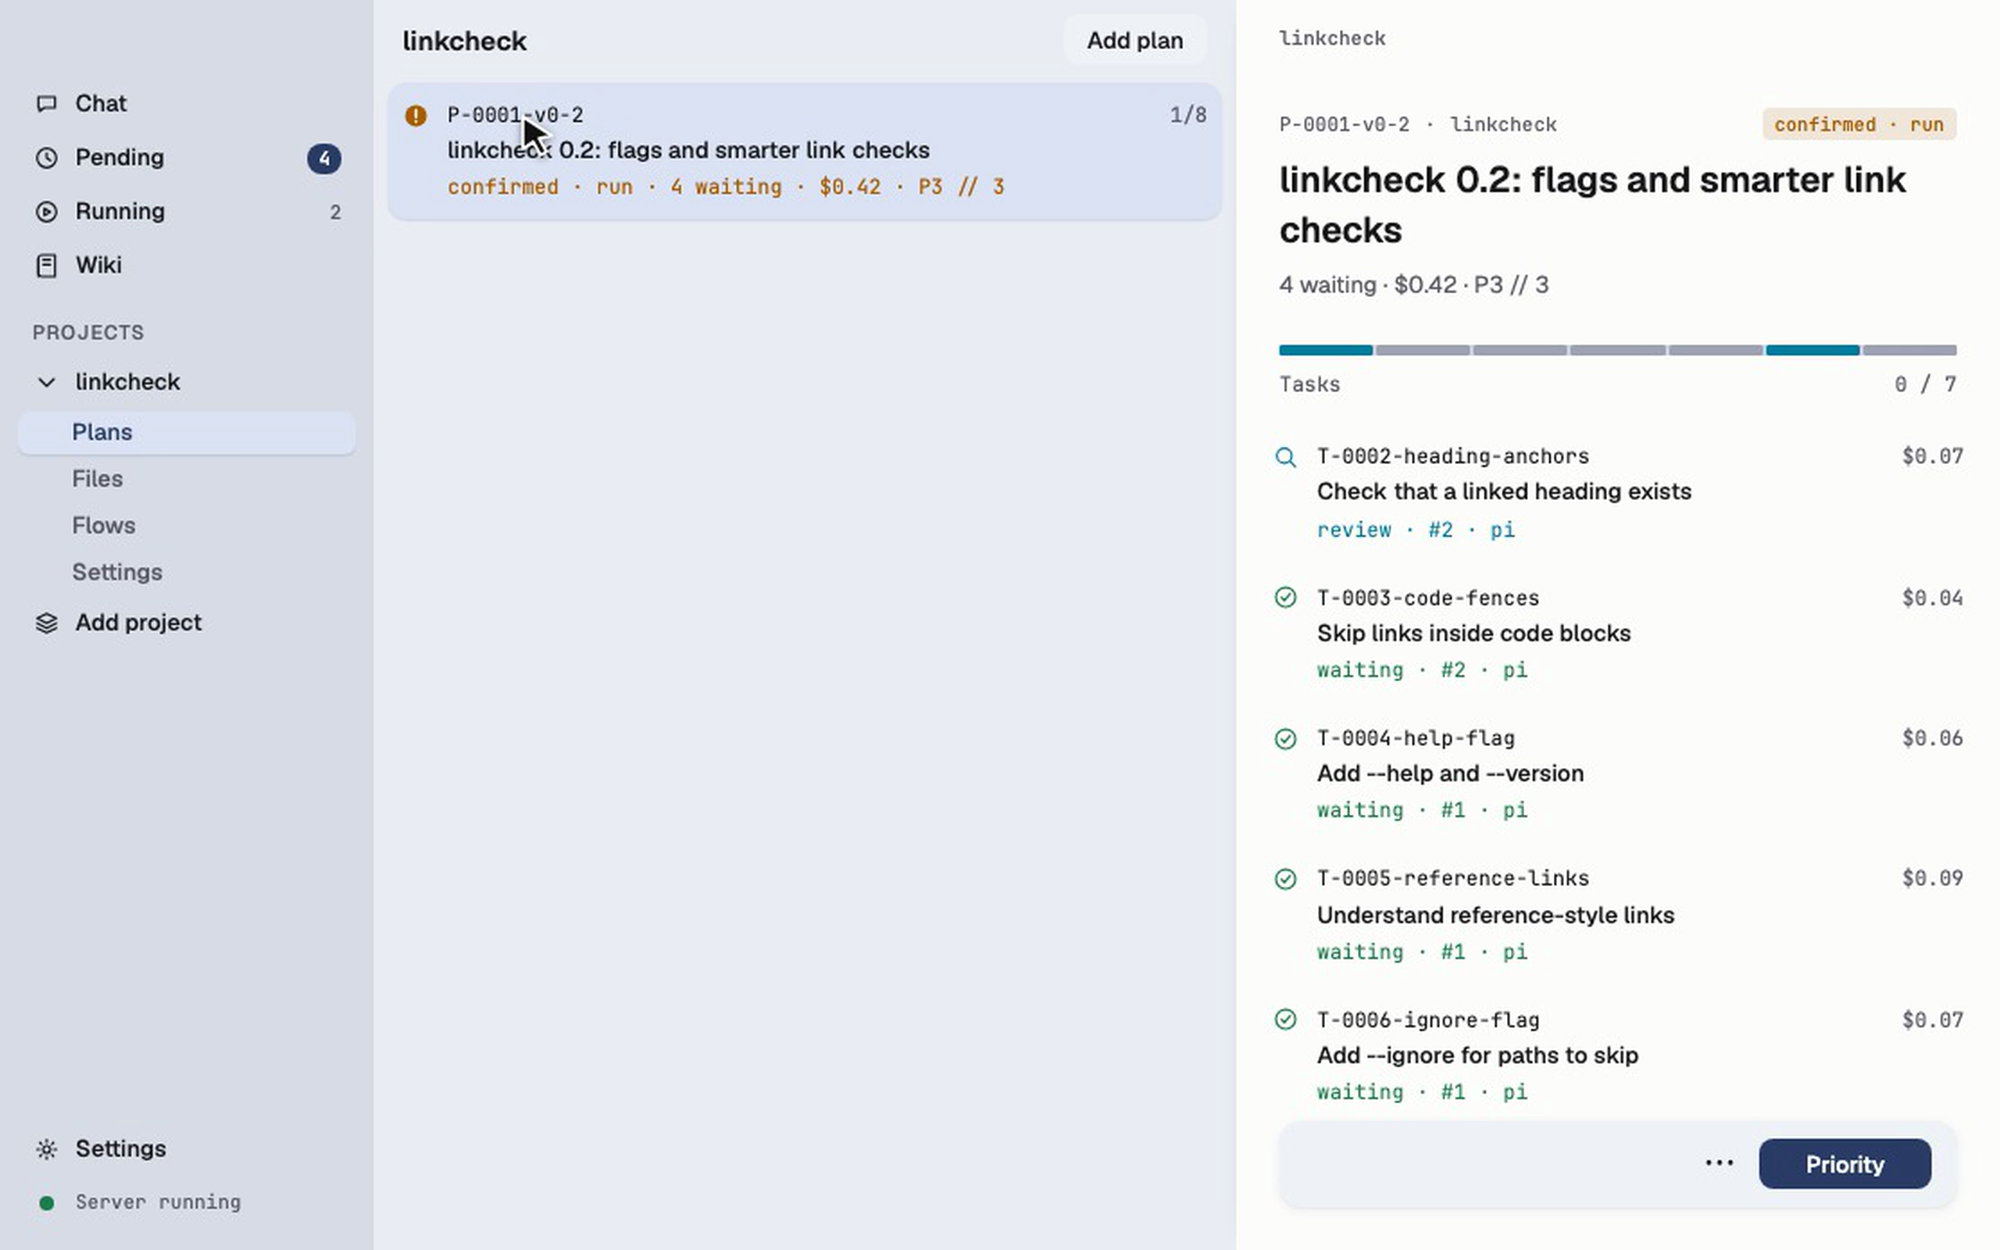 Chat
Pending 4
Running 2
Wiki
PROJECTS
linkcheck
Plans
Files
Flows
Settings
Add project
Settings
Server running
linkcheck
Add plan
P-0001-v0-2 1/8
linkcheck 0.2: flags and smarter link checks
confirmed · run · 4 waiting · $0.42 · P3 // 3
linkcheck
P-0001-v0-2 · linkcheck confirmed · run
linkcheck 0.2: flags and smarter link
checks
4 waiting · $0.42 · P3 // 3
Tasks 0 / 7
T-0002-heading-anchors $0.07
Check that a linked heading exists
review · #2 · pi
T-0003-code-fences $0.04
Skip links inside code blocks
waiting · #2 · pi
T-0004-help-flag $0.06
Add --help and --version
waiting · #1 · pi
T-0005-reference-links $0.09
Understand reference-style links
waiting · #1 · pi
T-0006-ignore-flag $0.07
Add --ignore for paths to skip
waiting · #1 · pi
··· Priority